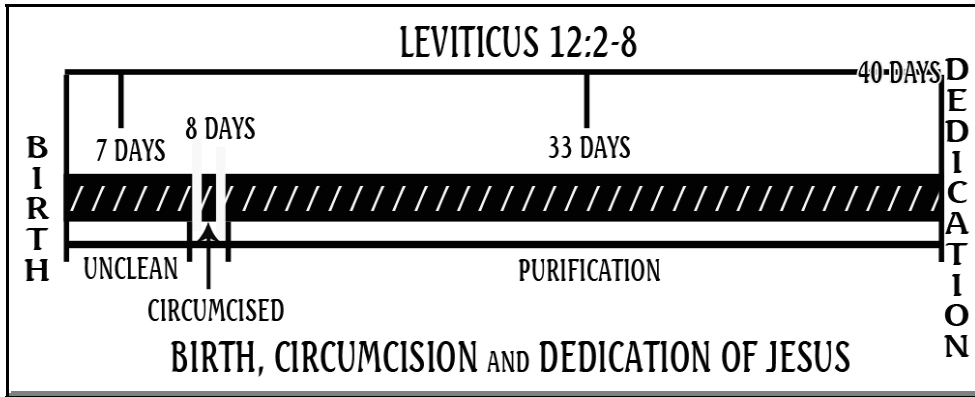 LEVITICUS 12:2-8
40 DAYS
8 DAYS
7 DAYS
33 DAYS
BIRTH
DEDICATION
UNCLEAN
PURIFICATION
CIRCUMCISED
BIRTH, CIRCUMCISION AND DEDICATION OF JESUS